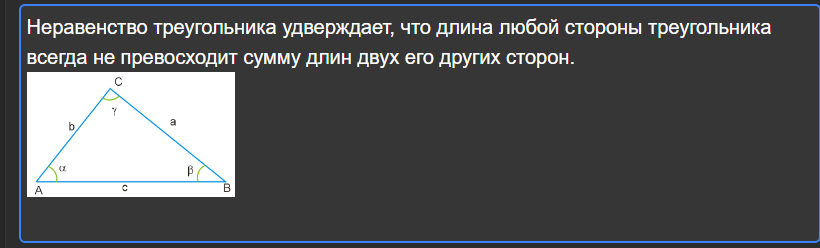 Неравенство треугольника удверждает, что длина любой стороны треугольника
всегда не превосходит сумму длин двух его других сторон.
C
γ
b
a
α
β
A
c
B